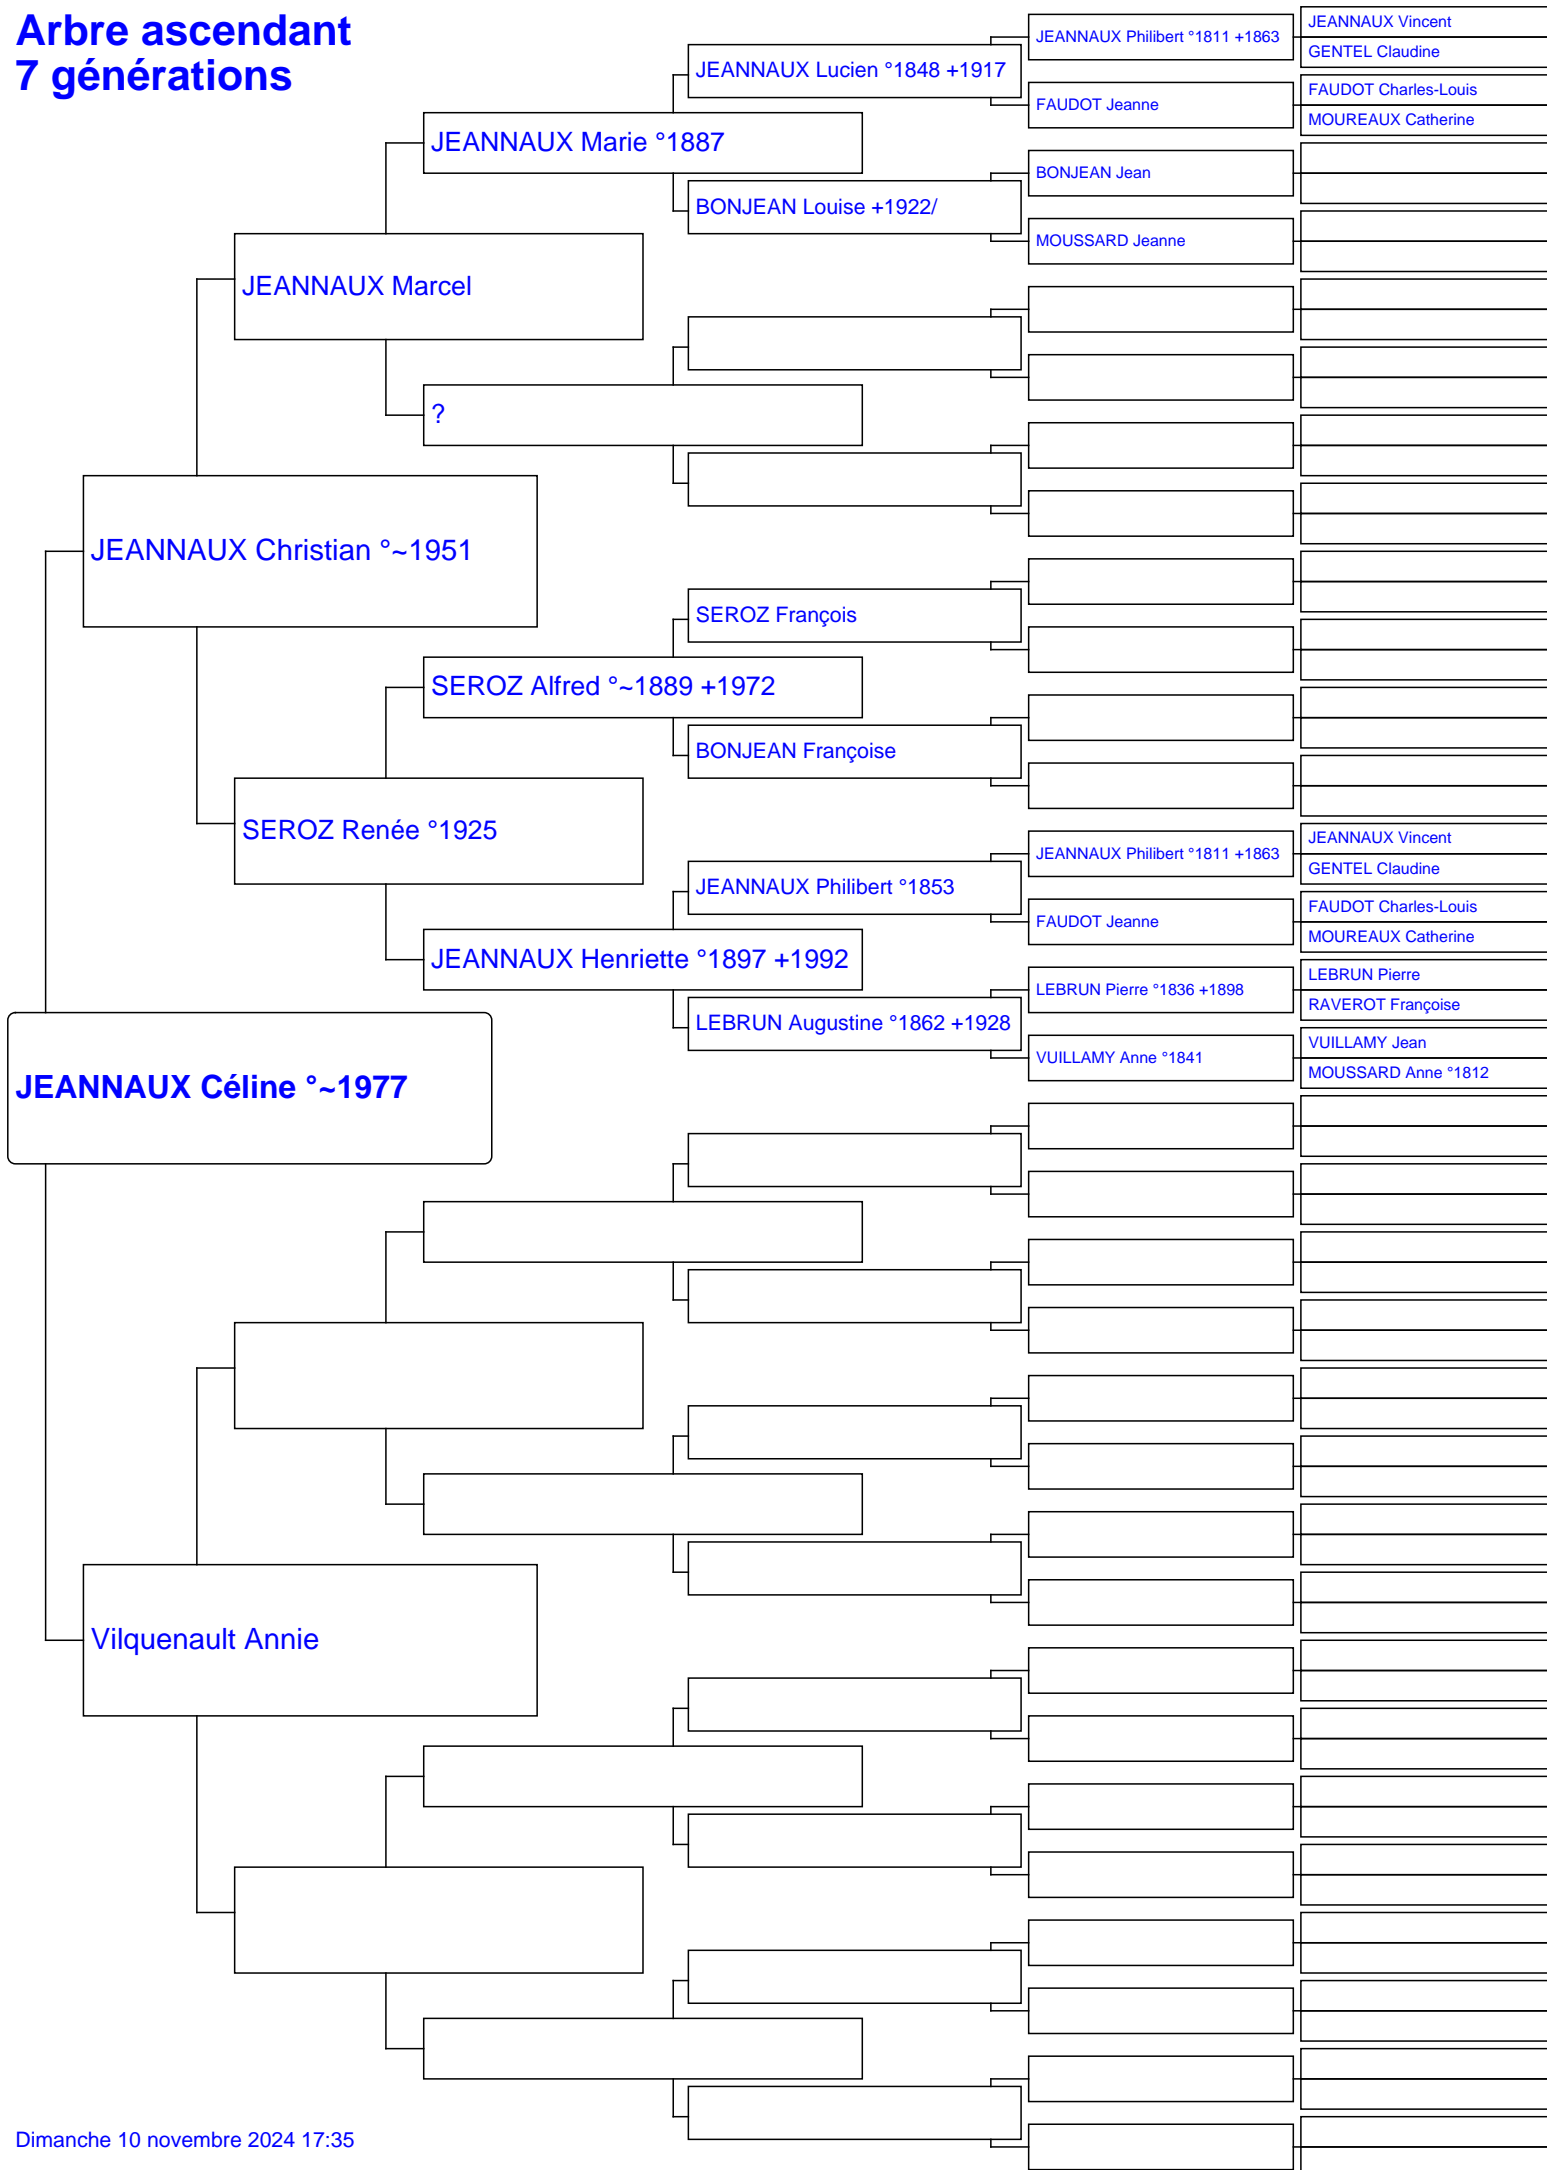 Arbre ascendant
7 générations
JEANNAUX Céline °~1977
JEANNAUX Christian °~1951
Vilquenault Annie
JEANNAUX Marcel
SEROZ Renée °1925
JEANNAUX Marie °1887
?
SEROZ Alfred °~1889 +1972
JEANNAUX Henriette °1897 +1992
JEANNAUX Lucien °1848 +1917
BONJEAN Louise +1922/
SEROZ François
BONJEAN Françoise
JEANNAUX Philibert °1853
LEBRUN Augustine °1862 +1928
JEANNAUX Philibert °1811 +1863
FAUDOT Jeanne
BONJEAN Jean
MOUSSARD Jeanne
JEANNAUX Philibert °1811 +1863
FAUDOT Jeanne
LEBRUN Pierre °1836 +1898
VUILLAMY Anne °1841
JEANNAUX Vincent
GENTEL Claudine
FAUDOT Charles-Louis
MOUREAUX Catherine
JEANNAUX Vincent
GENTEL Claudine
FAUDOT Charles-Louis
MOUREAUX Catherine
LEBRUN Pierre
RAVEROT Françoise
VUILLAMY Jean
MOUSSARD Anne °1812
Dimanche 10 novembre 2024 17:35